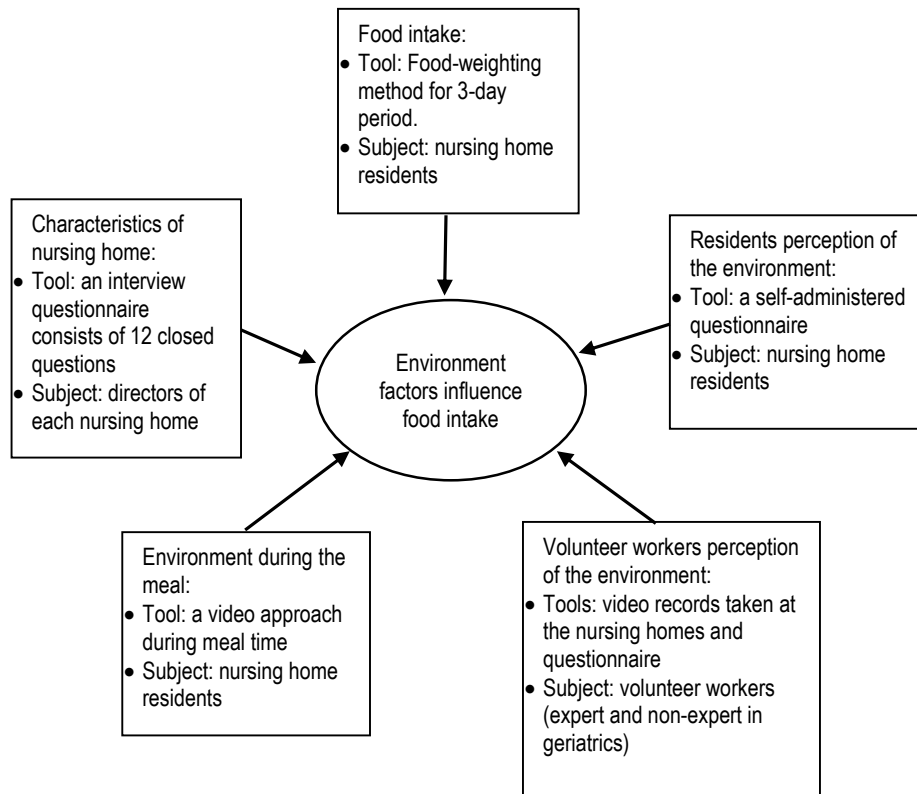 Food intake:
• Tool: Food-weighting
method for 3-day
period.
• Subject: nursing home
residents
Characteristics of
nursing home:
• Tool: an interview
questionnaire
consists of 12 closed
questions
• Subject: directors of
each nursing home
Residents perception of
the environment:
• Tool: a self-administered
questionnaire
• Subject: nursing home
residents
Environment
factors influence
food intake
Environment during the
meal:
• Tool: a video approach
during meal time
• Subject: nursing home
residents
Volunteer workers perception
of the environment:
• Tools: video records taken at
the nursing homes and
questionnaire
• Subject: volunteer workers
(expert and non-expert in
geriatrics)